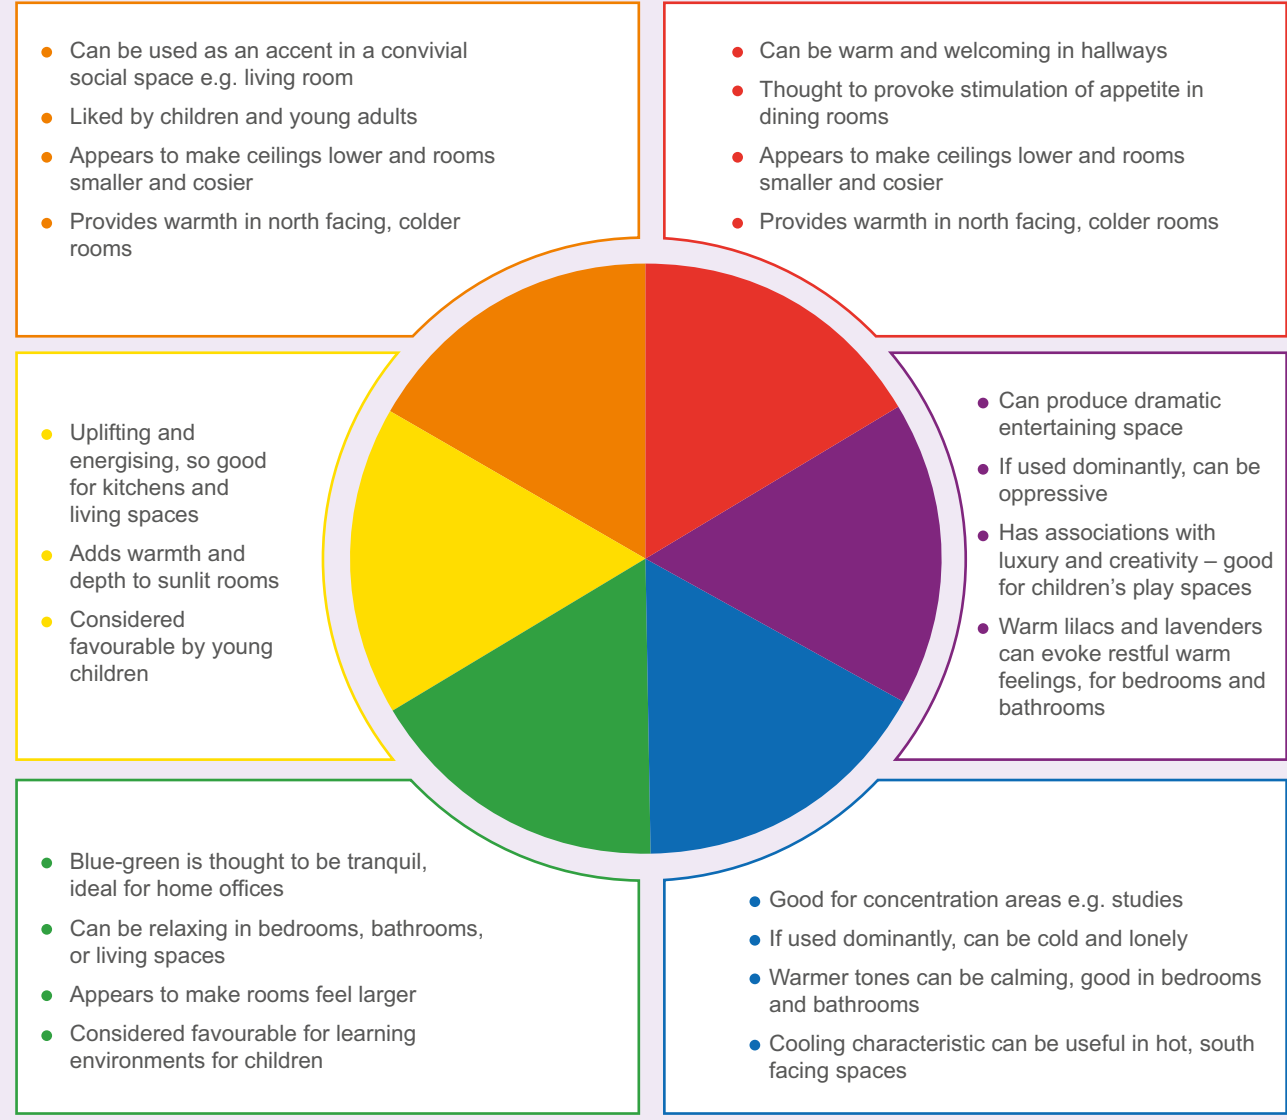 ● Can be used as an accent in a convivial
social space e.g. living room
● Liked by children and young adults
● Appears to make ceilings lower and rooms
smaller and cosier
● Provides warmth in north facing, colder
rooms
● Can be warm and welcoming in hallways
● Thought to provoke stimulation of appetite in
dining rooms
● Appears to make ceilings lower and rooms
smaller and cosier
● Provides warmth in north facing, colder rooms
● Uplifting and
energising, so good
for kitchens and
living spaces
● Adds warmth and
depth to sunlit rooms
● Considered
favourable by young
children
● Can produce dramatic
entertaining space
● If used dominantly, can be
oppressive
● Has associations with
luxury and creativity – good
for children’s play spaces
● Warm lilacs and lavenders
can evoke restful warm
feelings, for bedrooms and
bathrooms
● Blue-green is thought to be tranquil,
ideal for home offices
● Can be relaxing in bedrooms, bathrooms,
or living spaces
● Appears to make rooms feel larger
● Considered favourable for learning
environments for children
● Good for concentration areas e.g. studies
● If used dominantly, can be cold and lonely
● Warmer tones can be calming, good in bedrooms
and bathrooms
● Cooling characteristic can be useful in hot, south
facing spaces